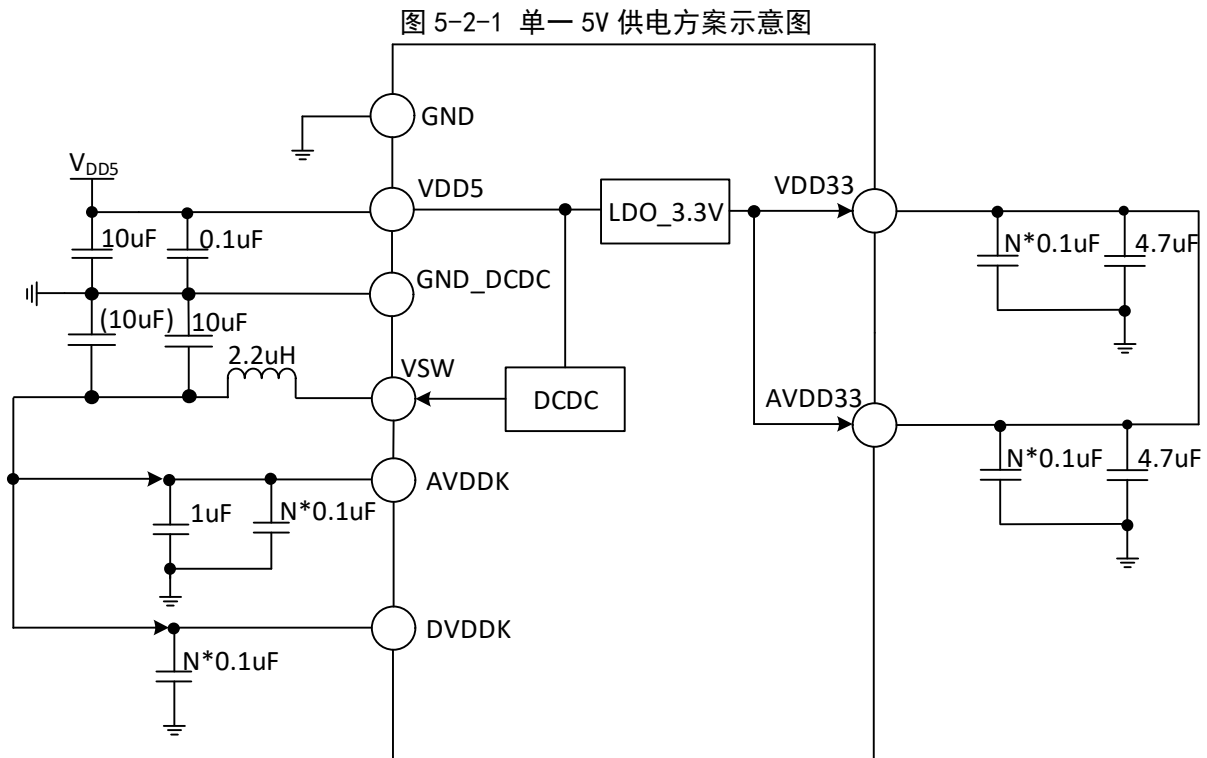 图 5-2-1 单一 5V 供电方案示意图
GND
VDD5
VDD5
10uF
0.1uF
GND_DCDC
(10uF)
10uF
2.2uH
VSW
DCDC
LDO_3.3V
VDD33
N*0.1uF
4.7uF
AVDD33
N*0.1uF
4.7uF
AVDDK
1uF
N*0.1uF
DVDDK
N*0.1uF